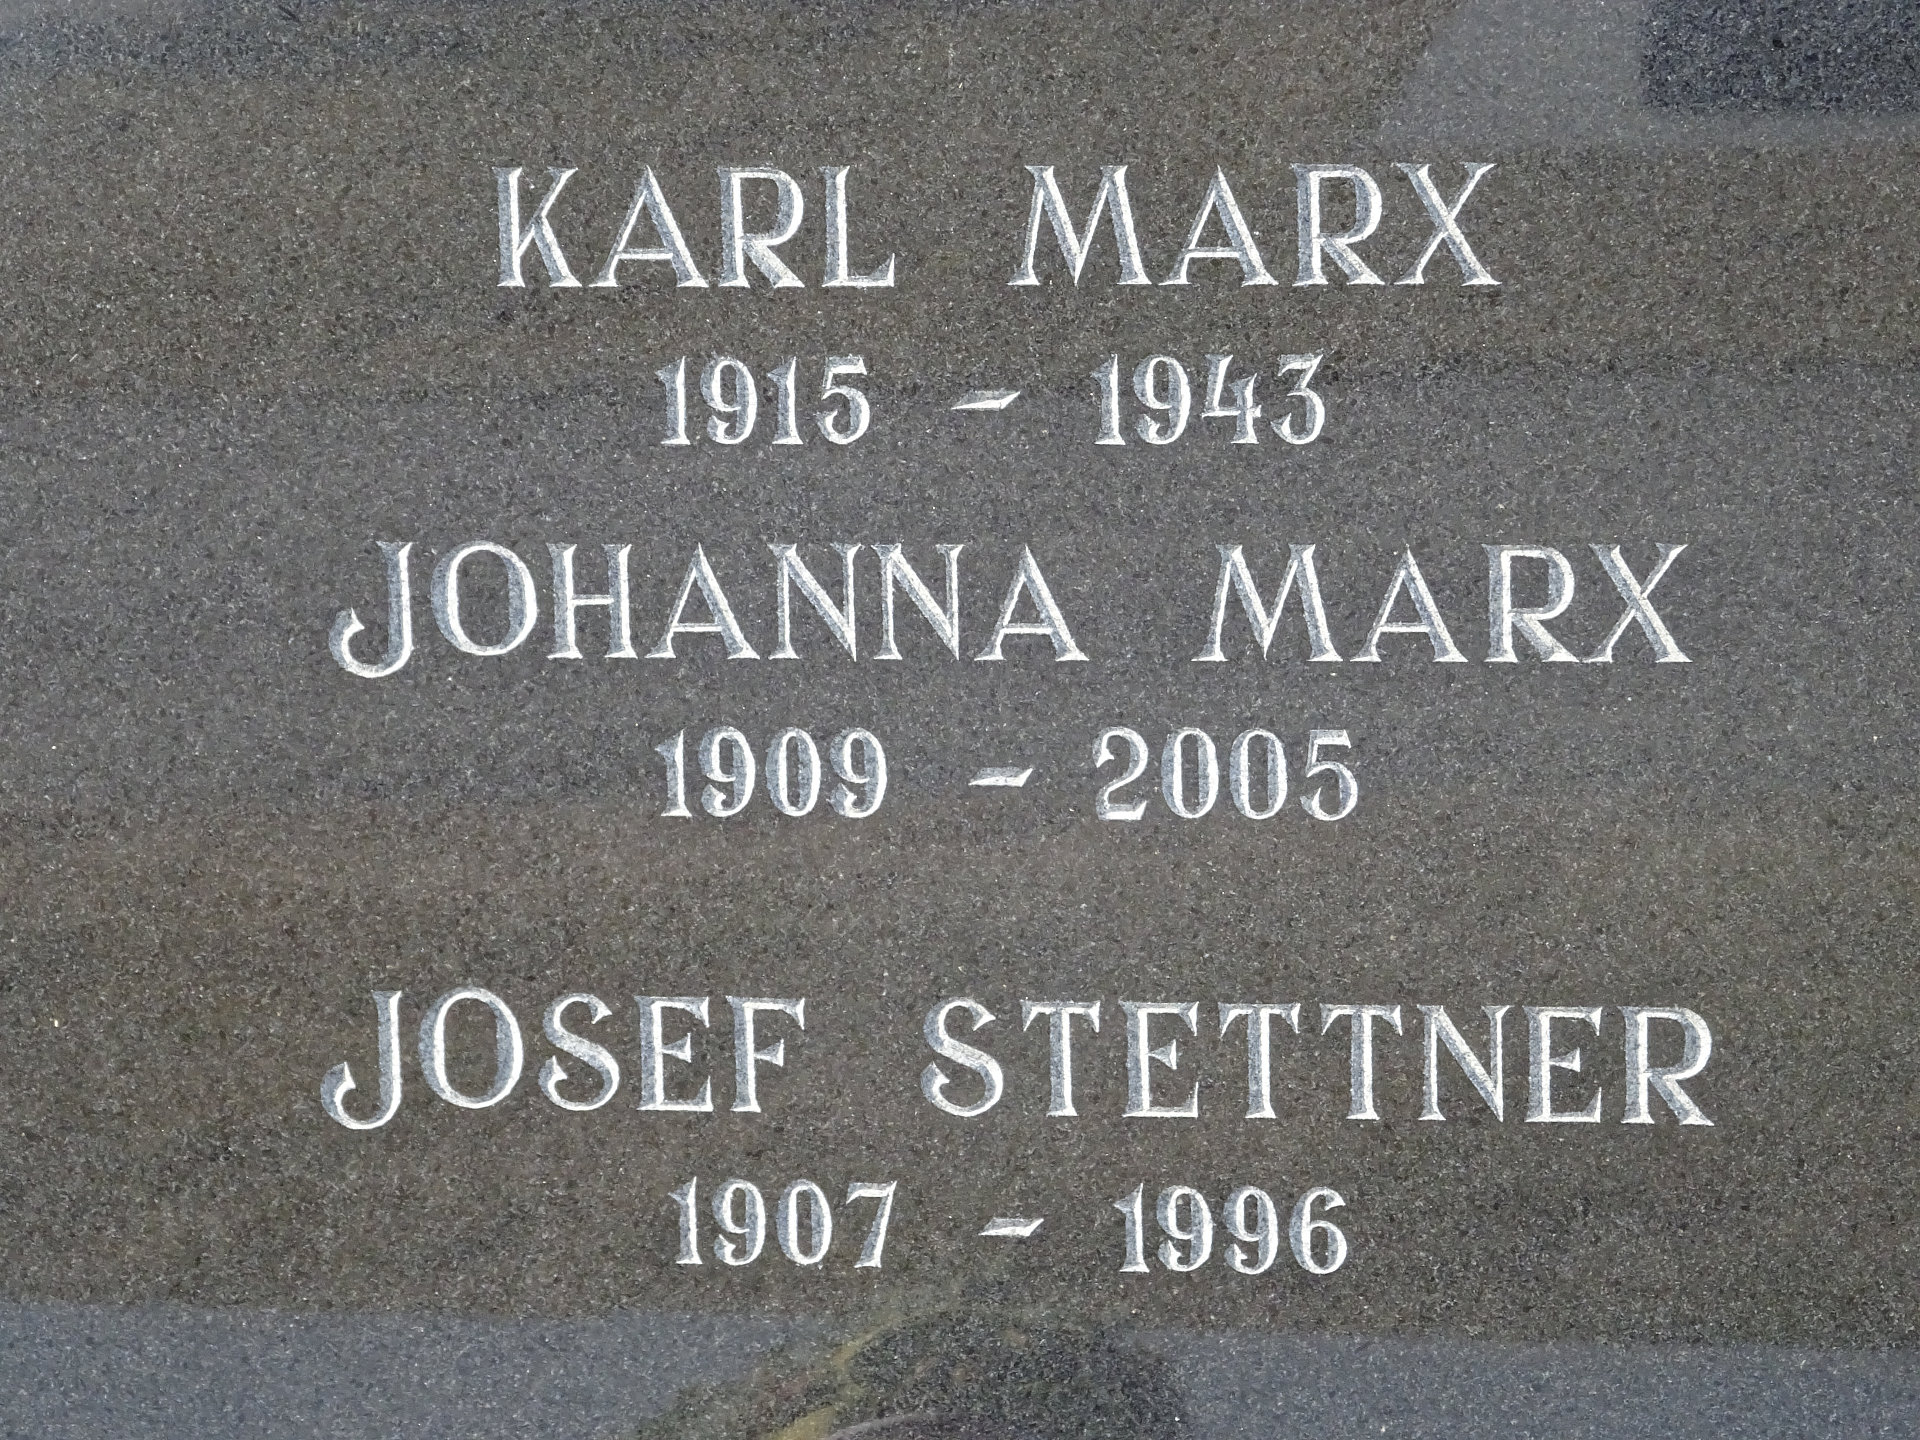 KARL MARX
1915 - 1943
JOHANNA MARX
1909 - 2005
JOSEF STETTNER
1907 - 1996